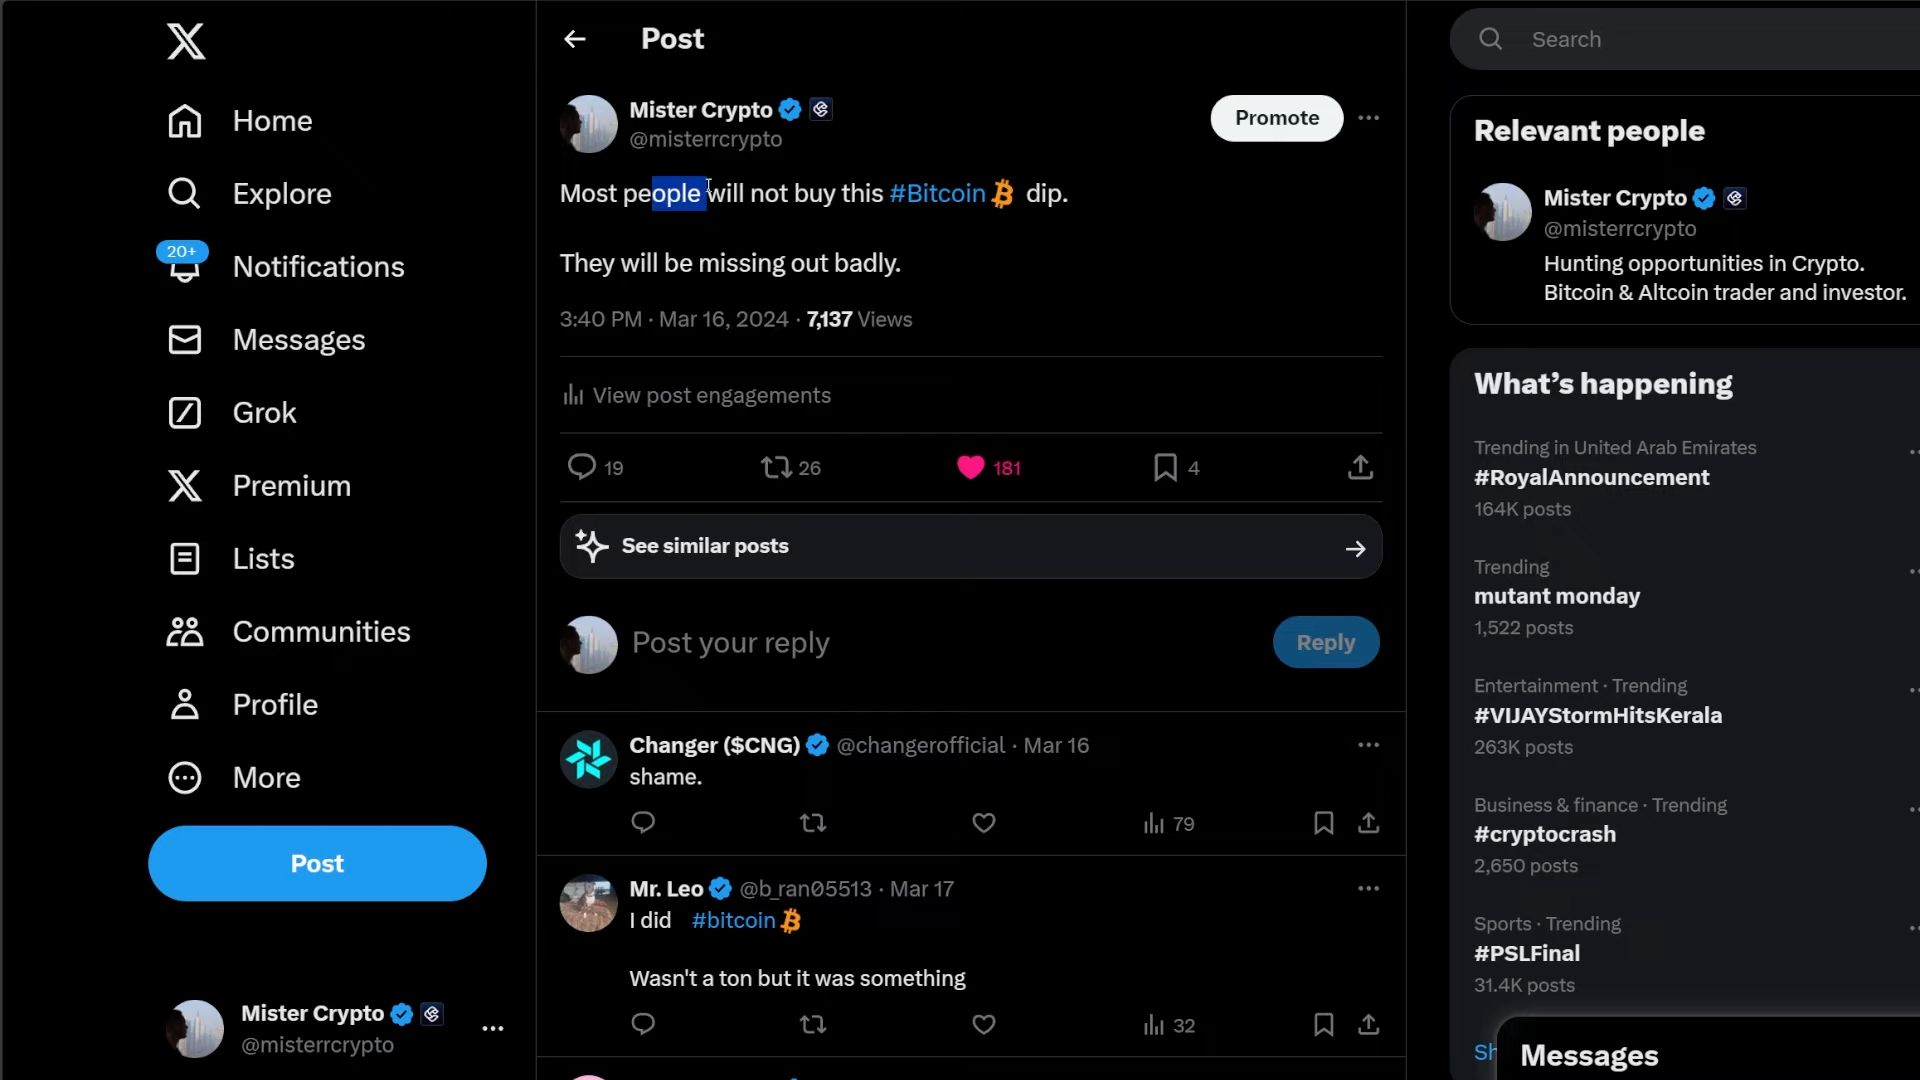 Home
Explore
20+
Notifications
Messages
Grok
Premium
Lists
Communities
Profile
More
Post
Mister Crypto
@misterrcrypto
Post
Mister Crypto
@misterrcrypto
Promote
Most people will not buy this #Bitcoin dip.
They will be missing out badly.
3:40 PM · Mar 16, 2024 · 7,137 Views
View post engagements
19 26 181 4
See similar posts
Post your reply
Reply
Changer ($CNG) @changerofficial · Mar 16
shame.
79
Mr. Leo @b_ran05513 · Mar 17
I did #bitcoin
Wasn't a ton but it was something
32
Search
Relevant people
Mister Crypto
@misterrcrypto
Hunting opportunities in Crypto.
Bitcoin & Altcoin trader and investor.
What's happening
Trending in United Arab Emirates
#RoyalAnnouncement
164K posts
Trending
mutant monday
1,522 posts
Entertainment · Trending
#VIJAYStormHitsKerala
263K posts
Business & finance · Trending
#cryptocrash
2,650 posts
Sports · Trending
#PSLFinal
31.4K posts
Sh
Messages